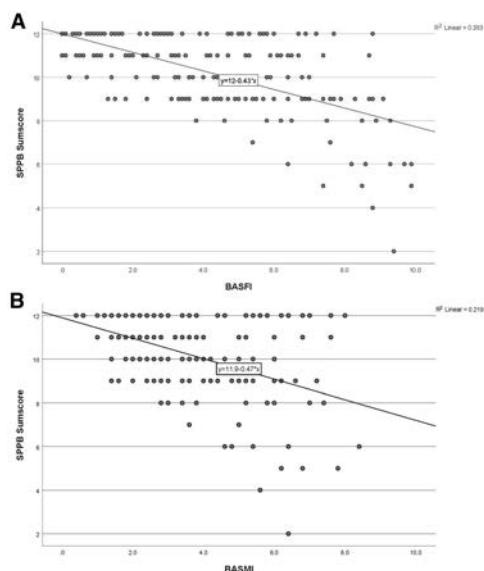 A
R² Linear = 0.353
12
10
8
6
4
2
SPPB Sumscore
y=12-0.43*x
.0 2.0 4.0 6.0 8.0 10.0
BASFI
B
R² Linear = 0.219
12
10
8
6
4
2
SPPB Sumscore
y=11.9-0.47*x
.0 2.0 4.0 6.0 8.0 10.0
BASMI